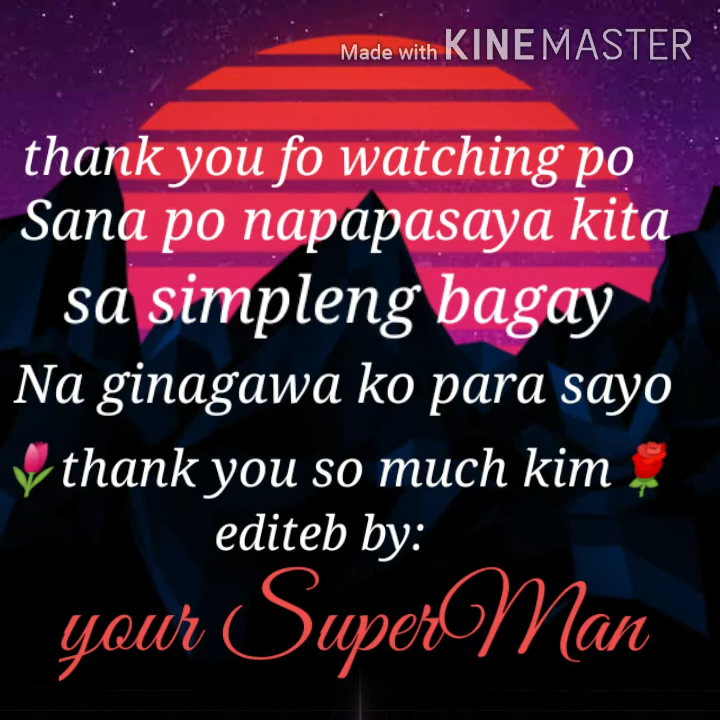 Made with KINEMASTER
thank you fo watching po
Sana po napapasaya kita
sa simpleng bagay
Na ginagawa ko para sayo
🌷thank you so much kim🌹
editeb by:
your SuperMan